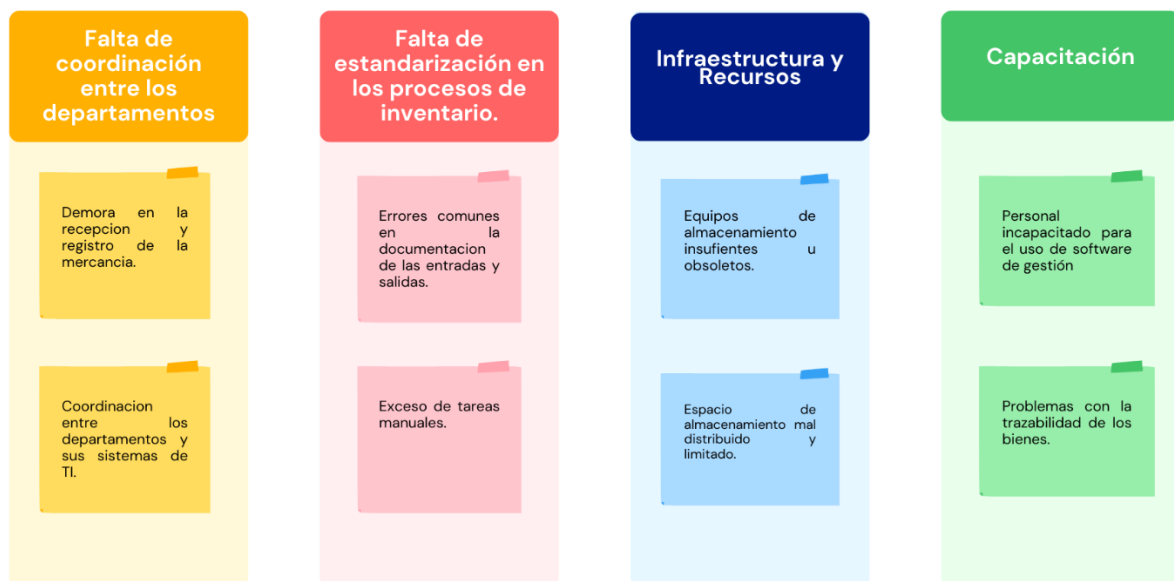 Falta de
coordinación
entre los
departamentos
Demora en la
recepcion y
registro de la
mercancia.
Coordinacion
entre los
departamentos y
sus sistemas de
TI.
Falta de
estandarización en
los procesos de
inventario.
Errores comunes
en la
documentacion
de las entradas y
salidas.
Exceso de tareas
manuales.
Infraestructura y
Recursos
Equipos de
almacenamiento
insufientes u
obsoletos.
Espacio de
almacenamiento mal
distribuido y
limitado.
Capacitación
Personal
incapacitado para
el uso de software
de gestión
Problemas con la
trazabilidad de los
bienes.